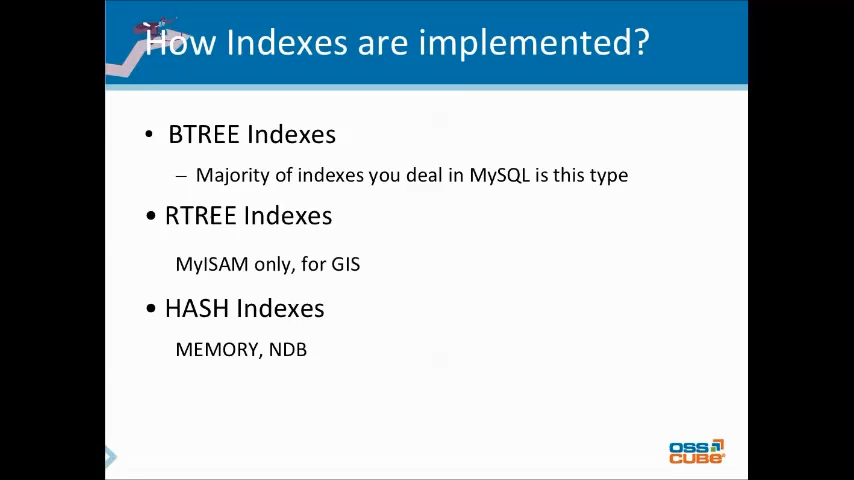 How Indexes are implemented?
• BTREE Indexes
– Majority of indexes you deal in MySQL is this type
• RTREE Indexes
MyISAM only, for GIS
• HASH Indexes
MEMORY, NDB
OSS
CUBE